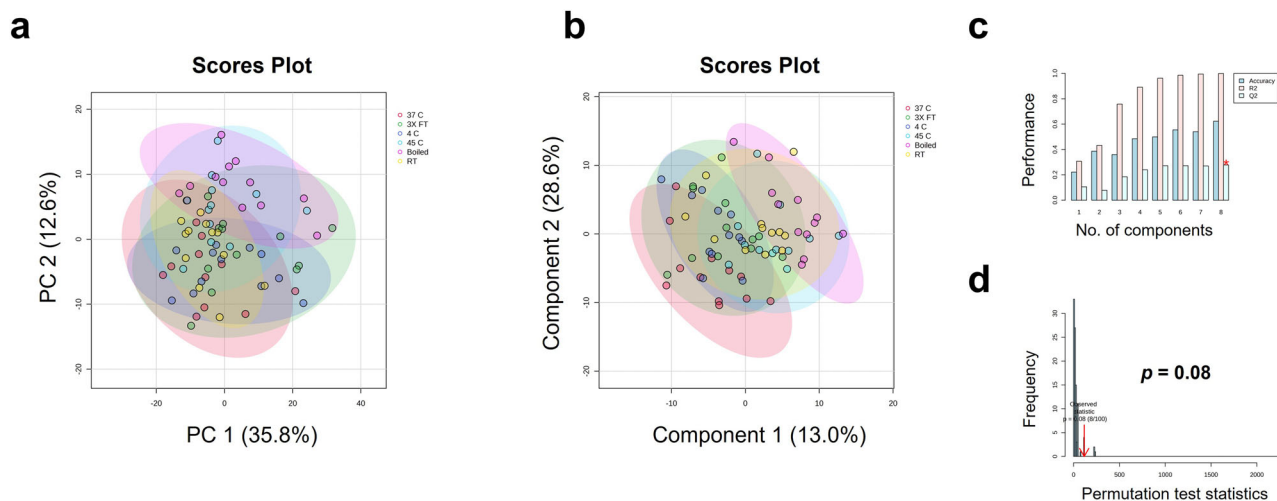 a
Scores Plot
PC 2 (12.6%)
20
10
0
-10
-20
-20
0
20
40
PC 1 (35.8%)
37 C
3X FT
4 C
45 C
Boiled
RT
b
Scores Plot
Component 2 (28.6%)
20
10
0
-10
-20
-10
0
10
20
Component 1 (13.0%)
37 C
3X FT
4 C
45 C
Boiled
RT
c
Performance
1.0
0.8
0.6
0.4
0.2
0.0
1
2
3
4
5
6
7
8
No. of components
Accuracy
R2
Q2
*
d
Frequency
30
25
20
15
10
5
0
p = 0.08
Observed
statistic
p = 0.08 (8/100)
0
500
1000
1500
2000
Permutation test statistics